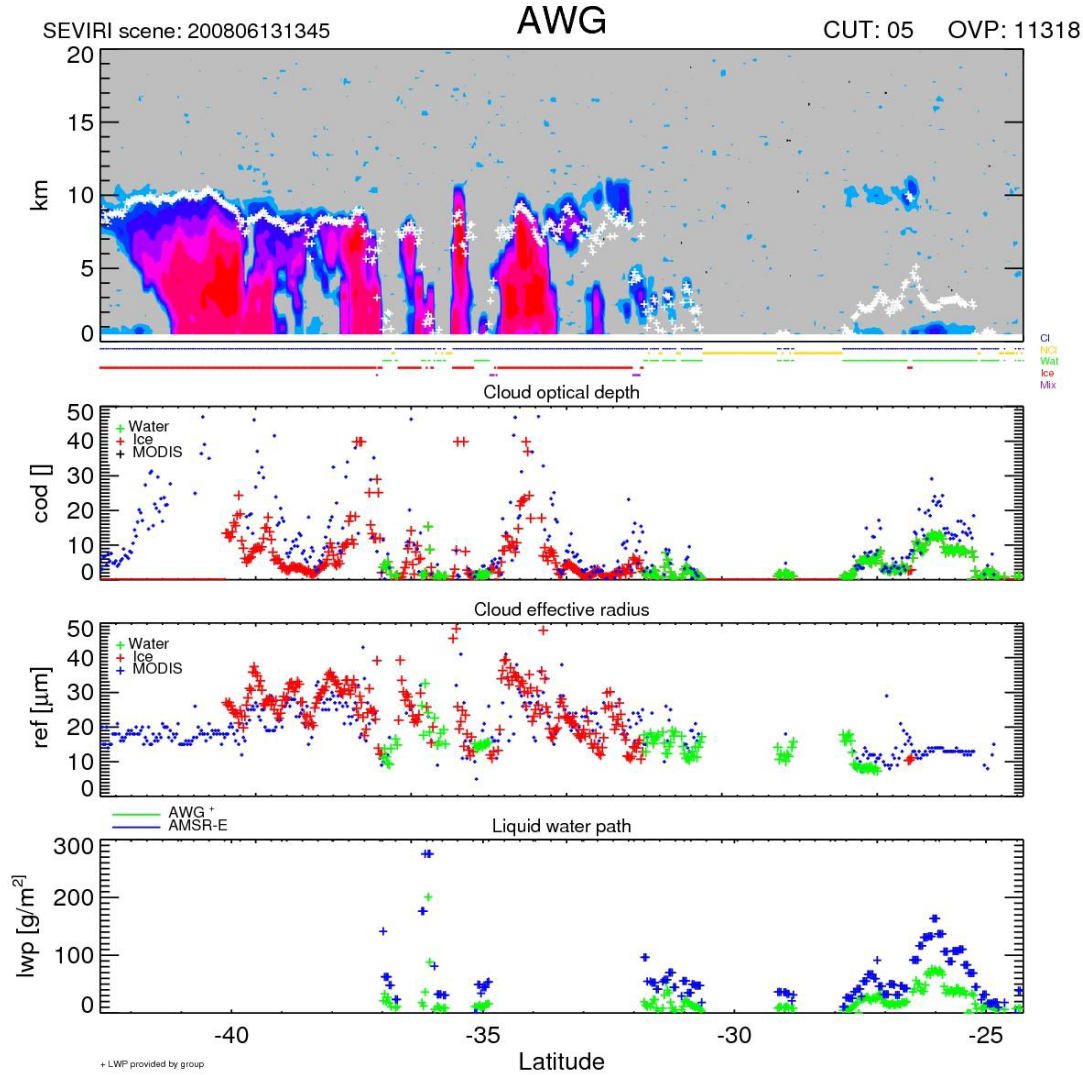 AWG
SEVIRI scene: 200806131345
CUT: 05 OVP: 11318
20
15
10
5
0
km
Cl
NCl
Wat
Ice
Mix
Cloud optical depth
50
40
30
20
10
0
cod []
Water
Ice
MODIS
Cloud effective radius
50
40
30
20
10
0
ref [µm]
Water
Ice
MODIS
AWG +
AMSR-E
Liquid water path
300
200
100
0
lwp [g/m²]
-40 -35 -30 -25
Latitude
+ LWP provided by group